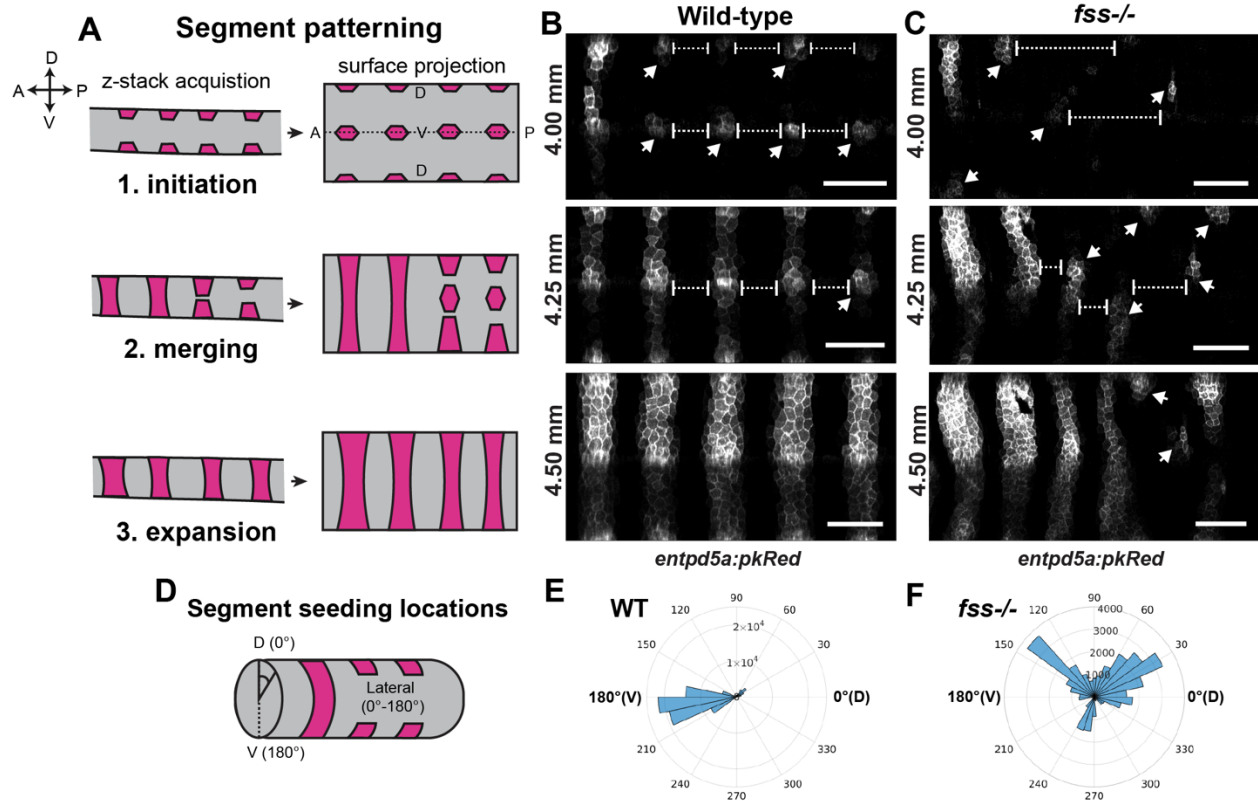 A
Segment patterning
D
A
P
V
z-stack acquistion
surface projection
D
A
V
P
D
1. initiation
2. merging
3. expansion
B
Wild-type
4.00 mm
4.25 mm
4.50 mm
C
fss-/-
4.00 mm
4.25 mm
4.50 mm
entpd5a:pkRed
D
Segment seeding locations
D (0°)
Lateral
(0°-180°)
V (180°)
E
WT
90
120
60
2×10⁴
150
30
1×10⁴
180°(V)
0°(D)
210
330
240
300
270
F
fss-/-
90
120
4000
60
3000
150
2000
30
1000
180°(V)
0°(D)
210
330
240
300
270